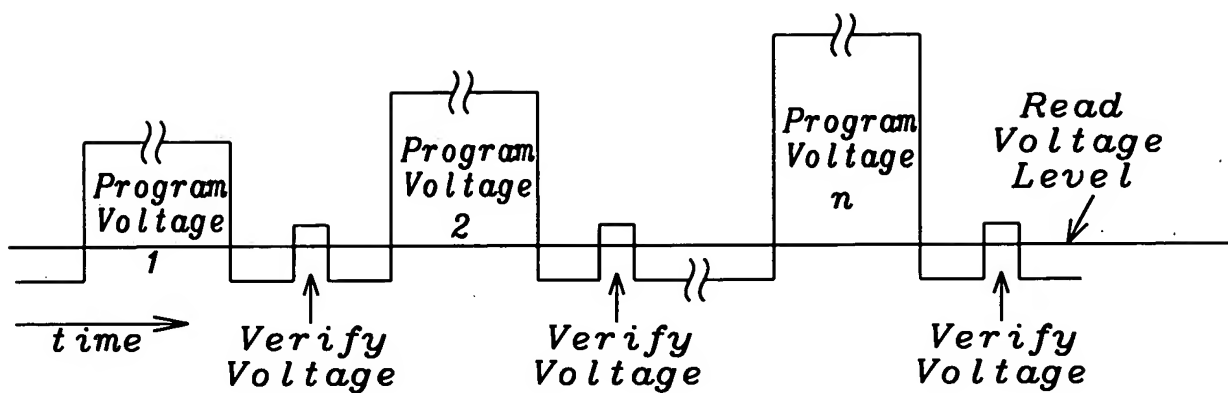 Program
Voltage
1
Program
Voltage
2
Program
Voltage
n
Read
Voltage
Level
time
Verify
Voltage
Verify
Voltage
Verify
Voltage